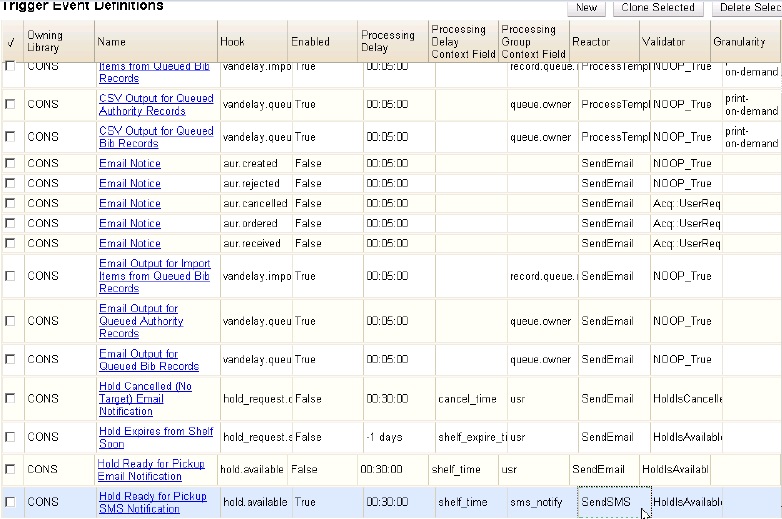 Trigger Event Definitions
New Clone Selected Delete Selec
✓ Owning Library Name Hook Enabled Processing Delay Processing Delay Context Field Processing Group Context Field Reactor Validator Granularity
CONS Items from Queued Bib Records vandelay.impo True 00:05:00 record.queue. ProcessTempl NOOP_True print-on-demand
CONS CSV Output for Queued Authority Records vandelay.queu True 00:05:00 queue.owner ProcessTempl NOOP_True print-on-demand
CONS CSV Output for Queued Bib Records vandelay.queu True 00:05:00 queue.owner ProcessTempl NOOP_True print-on-demand
CONS Email Notice aur.created False 00:05:00 SendEmail NOOP_True
CONS Email Notice aur.rejected False 00:05:00 SendEmail NOOP_True
CONS Email Notice aur.cancelled False 00:05:00 SendEmail Acq::UserReq
CONS Email Notice aur.ordered False 00:05:00 SendEmail Acq::UserReq
CONS Email Notice aur.received False 00:05:00 SendEmail Acq::UserReq
CONS Email Output for Import Items from Queued Bib Records vandelay.impo True 00:05:00 record.queue. SendEmail NOOP_True
CONS Email Output for Queued Authority Records vandelay.queu True 00:05:00 queue.owner SendEmail NOOP_True
CONS Email Output for Queued Bib Records vandelay.queu True 00:05:00 queue.owner SendEmail NOOP_True
CONS Hold Cancelled (No Target) Email Notification hold_request.c False 00:30:00 cancel_time usr SendEmail HoldIsCancelle
CONS Hold Expires from Shelf Soon hold_request.s False -1 days shelf_expire_ti usr SendEmail HoldIsAvailabl
CONS Hold Ready for Pickup Email Notification hold.available False 00:30:00 shelf_time usr SendEmail HoldIsAvailabl
CONS Hold Ready for Pickup SMS Notification hold.available True 00:30:00 shelf_time sms_notify SendSMS HoldIsAvailabl